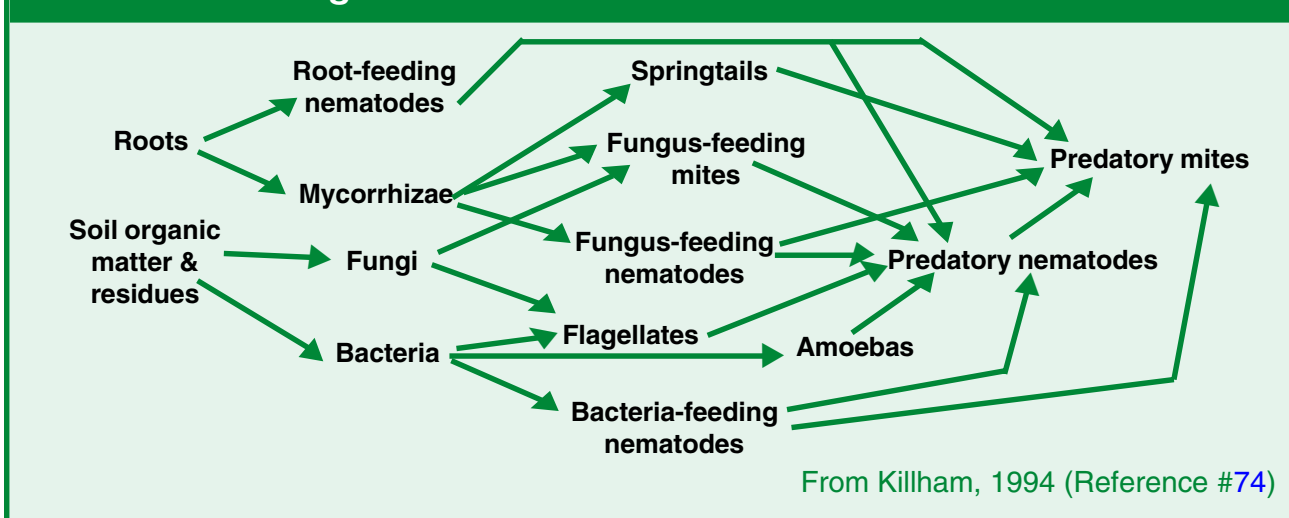 Root-feeding
nematodes
Springtails
Roots
Fungus-feeding
mites
Predatory mites
Mycorrhizae
Soil organic
matter &
residues
Fungi
Fungus-feeding
nematodes
Predatory nematodes
Flagellates
Bacteria
Amoebas
Bacteria-feeding
nematodes
From Killham, 1994 (Reference #74)